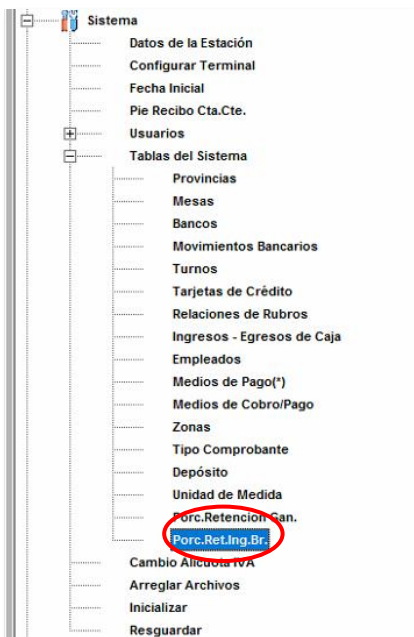 Sistema
Datos de la Estación
Configurar Terminal
Fecha Inicial
Pie Recibo Cta.Cte.
Usuarios
Tablas del Sistema
Provincias
Mesas
Bancos
Movimientos Bancarios
Turnos
Tarjetas de Crédito
Relaciones de Rubros
Ingresos - Egresos de Caja
Empleados
Medios de Pago(*)
Medios de Cobro/Pago
Zonas
Tipo Comprobante
Depósito
Unidad de Medida
Porc.Retencion Gan.
Porc.Ret.Ing.Br.
Cambio Alicuota IVA
Arreglar Archivos
Inicializar
Resguardar